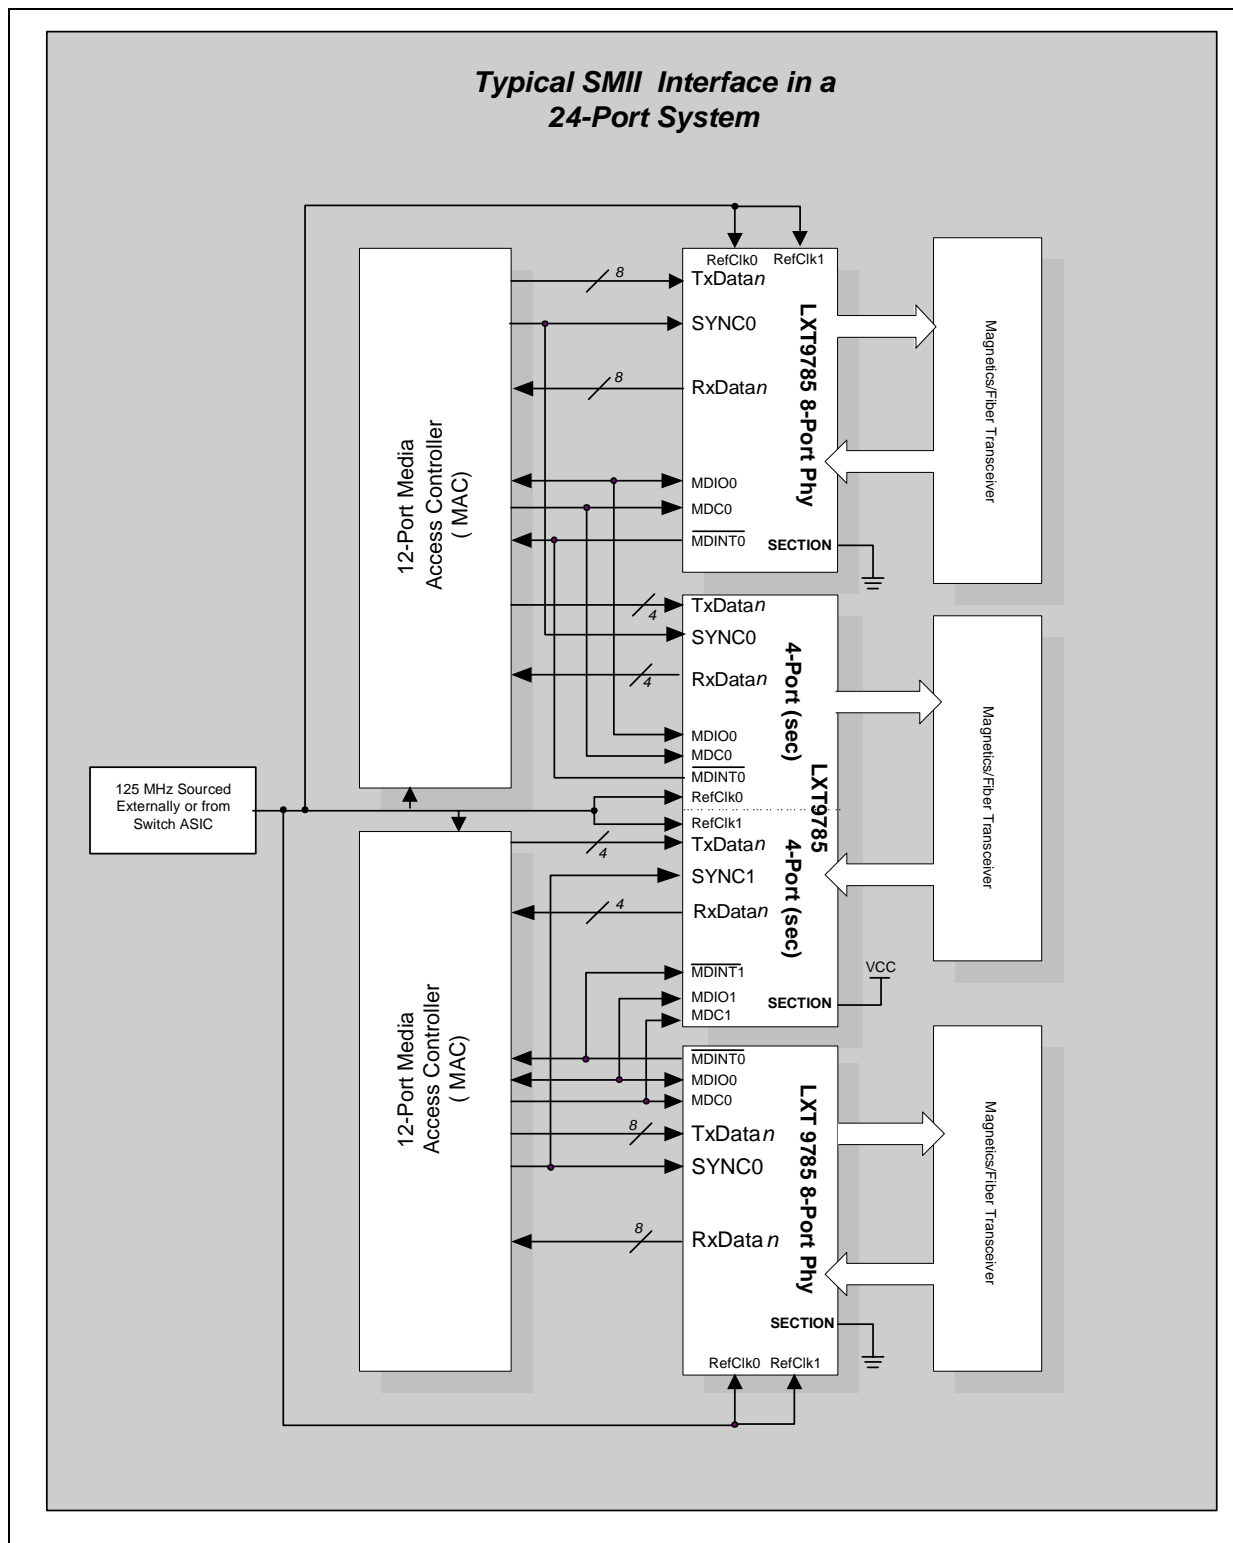 Typical SMII Interface in a
24-Port System
RefClk0
RefClk1
TxDatan
8
SYNC0
RxDatan
8
MDIO0
MDC0
MDINT0
SECTION
LXT9785 8-Port Phy
Magnetics/Fiber Transceiver
12-Port Media
Access Controller
( MAC)
TxDatan
4
SYNC0
RxDatan
4
MDIO0
MDC0
MDINT0
RefClk0
4-Port (sec)
LXT9785
Magnetics/Fiber Transceiver
125 MHz Sourced
Externally or from
Switch ASIC
RefClk1
TxDatan
4
SYNC1
RxDatan
4
4-Port (sec)
MDINT1
MDIO1
MDC1
SECTION
VCC
12-Port Media
Access Controller
( MAC)
MDINT0
MDIO0
MDC0
TxDatan
8
SYNC0
RxData n
8
LXT 9785 8-Port Phy
SECTION
RefClk0
RefClk1
Magnetics/Fiber Transceiver